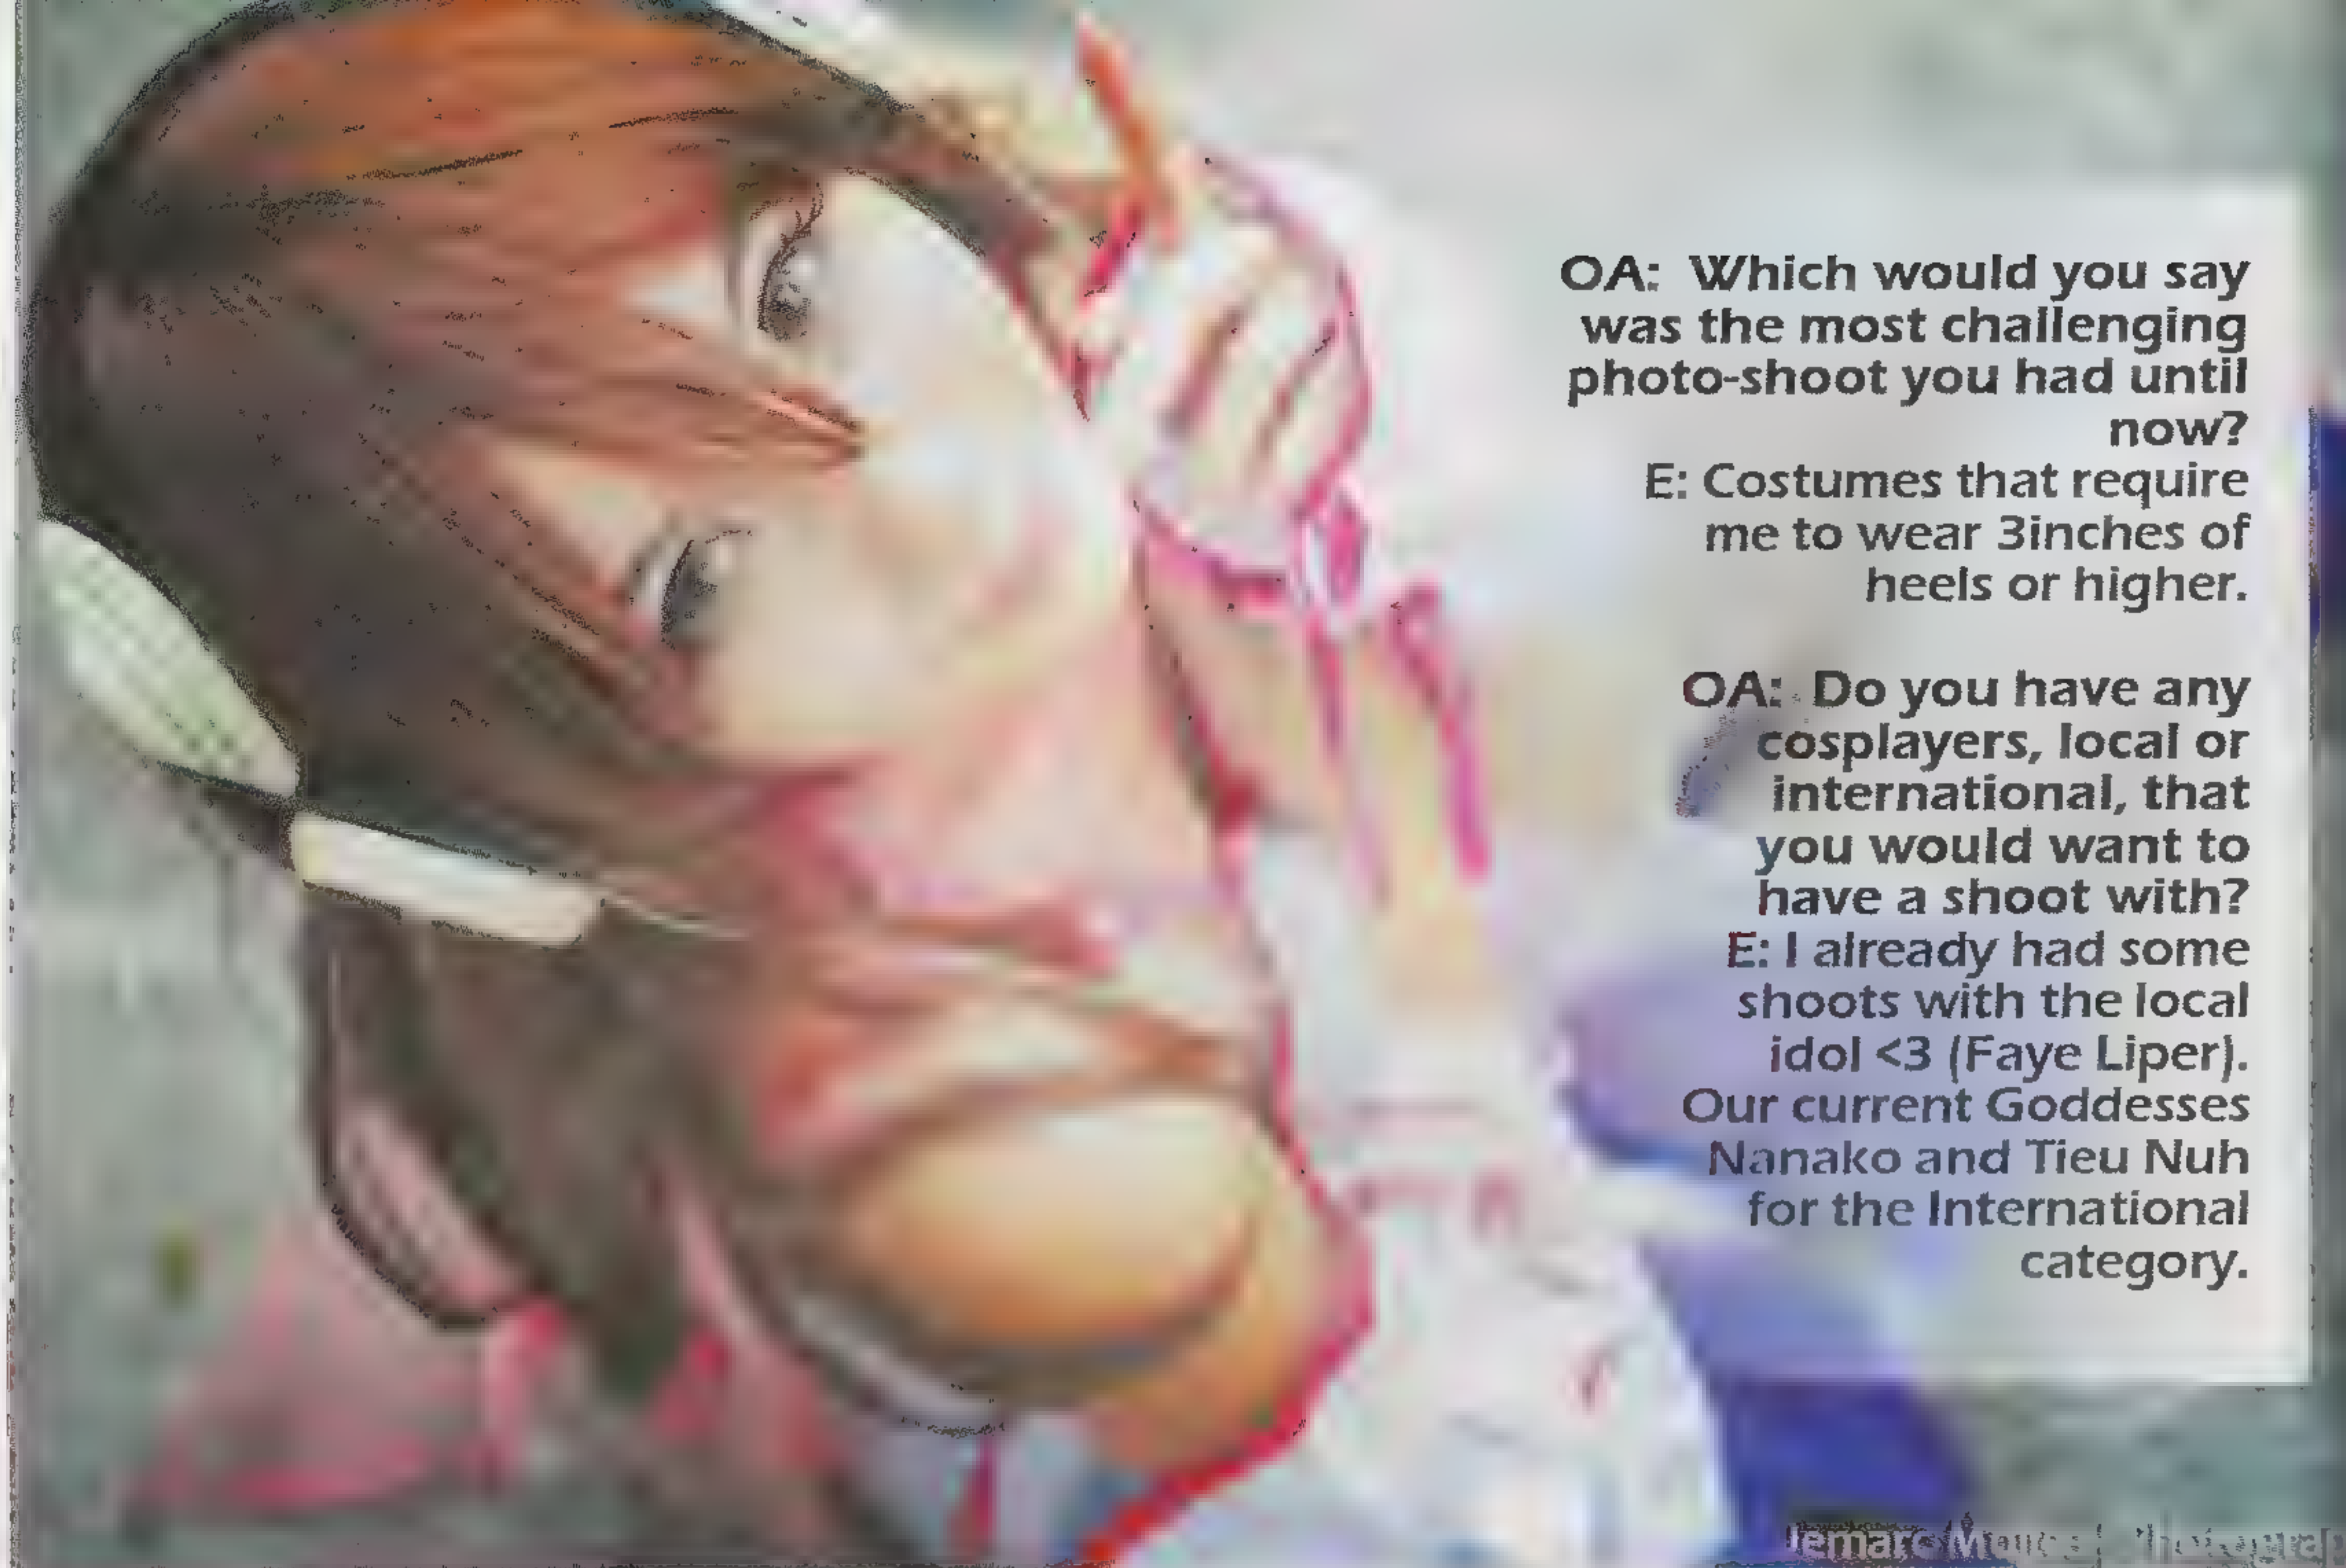 OA: Which would you say
was the most challenging
photo-shoot you had until
now?
E: Costumes that require
me to wear 3inches of
heels or higher.
OA: Do you have any
cosplayers, local or
international, that
you would want to
have a shoot with?
E: I already had some
shoots with the local
idol <3 (Faye Liper).
Our current Goddesses
Nanako and Tieu Nuh
for the International
category.